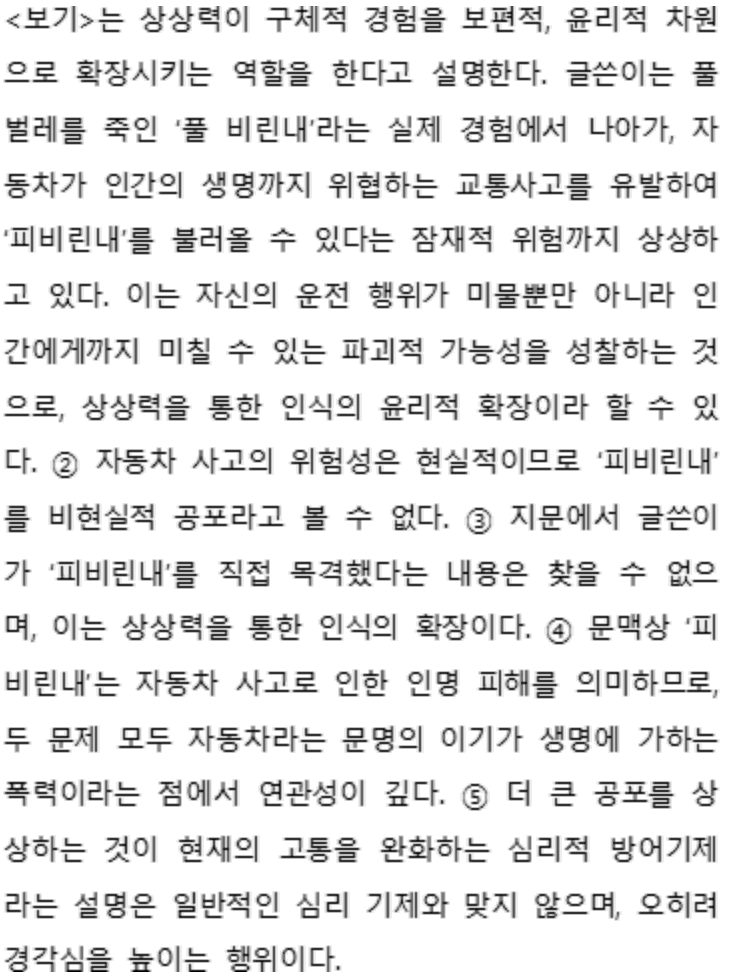 <보기>는 상상력이 구체적 경험을 보편적, 윤리적 차원
으로 확장시키는 역할을 한다고 설명한다. 글쓴이는 풀
벌레를 죽인 '풀 비린내'라는 실제 경험에서 나아가, 자
동차가 인간의 생명까지 위협하는 교통사고를 유발하여
'피비린내'를 불러올 수 있다는 잠재적 위험까지 상상하
고 있다. 이는 자신의 운전 행위가 미물뿐만 아니라 인
간에게까지 미칠 수 있는 파괴적 가능성을 성찰하는 것
으로, 상상력을 통한 인식의 윤리적 확장이라 할 수 있
다. ② 자동차 사고의 위험성은 현실적이므로 '피비린내'
를 비현실적 공포라고 볼 수 없다. ③ 지문에서 글쓴이
가 '피비린내'를 직접 목격했다는 내용은 찾을 수 없으
며, 이는 상상력을 통한 인식의 확장이다. ④ 문맥상 '피
비린내'는 자동차 사고로 인한 인명 피해를 의미하므로,
두 문제 모두 자동차라는 문명의 이기가 생명에 가하는
폭력이라는 점에서 연관성이 깊다. ⑤ 더 큰 공포를 상
상하는 것이 현재의 고통을 완화하는 심리적 방어기제
라는 설명은 일반적인 심리 기제와 맞지 않으며, 오히려
경각심을 높이는 행위이다.